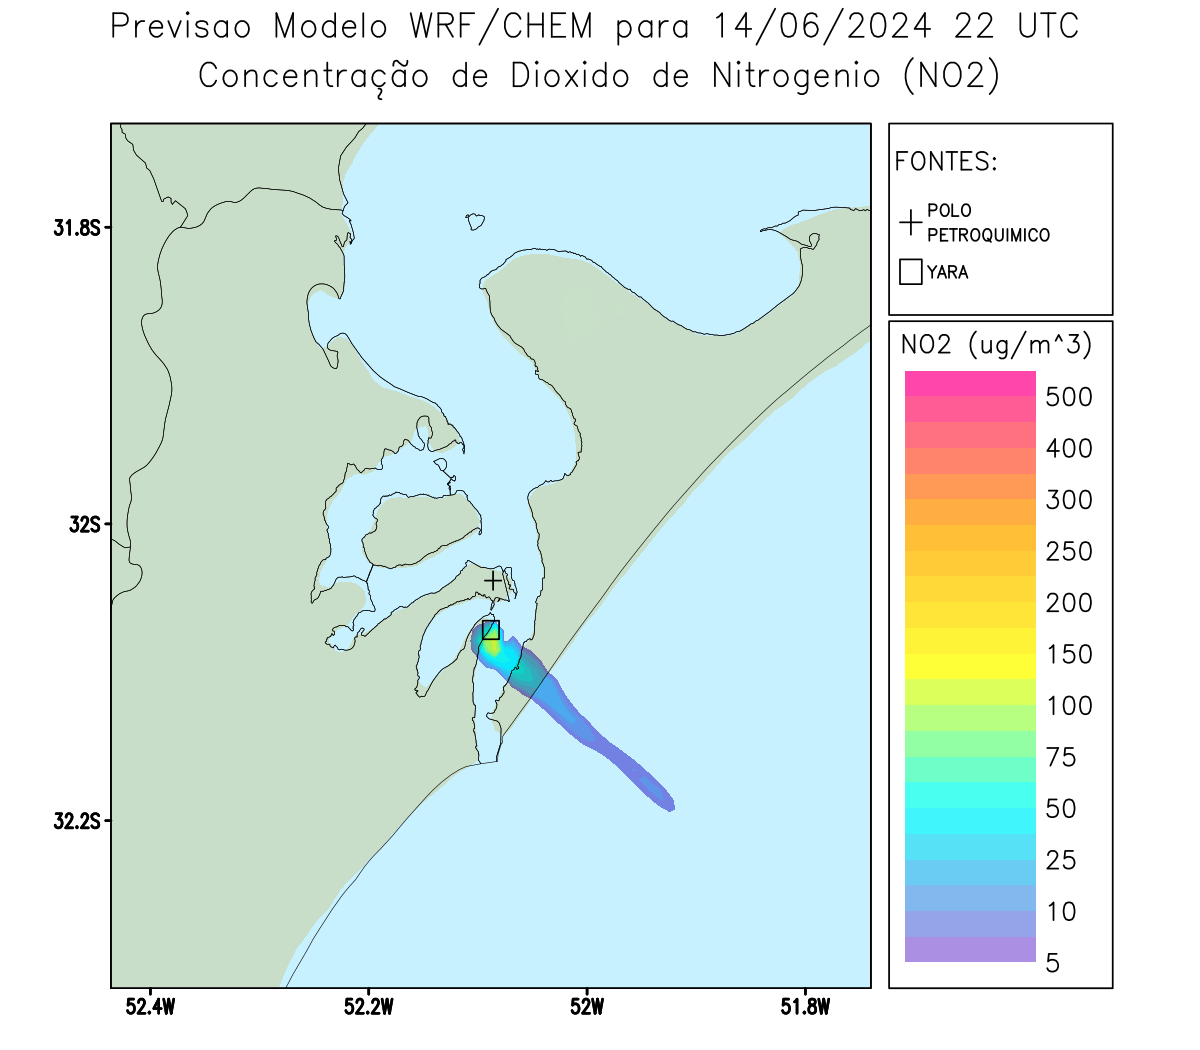 Previsao Modelo WRF/CHEM para 14/06/2024 22 UTC
Concentração de Dioxido de Nitrogenio (NO2)
FONTES:
POLO
PETROQUIMICO
YARA
31.8S
32S
32.2S
52.4W
52.2W
52W
51.8W
NO2 (ug/m^3)
500
400
300
250
200
150
100
75
50
25
10
5